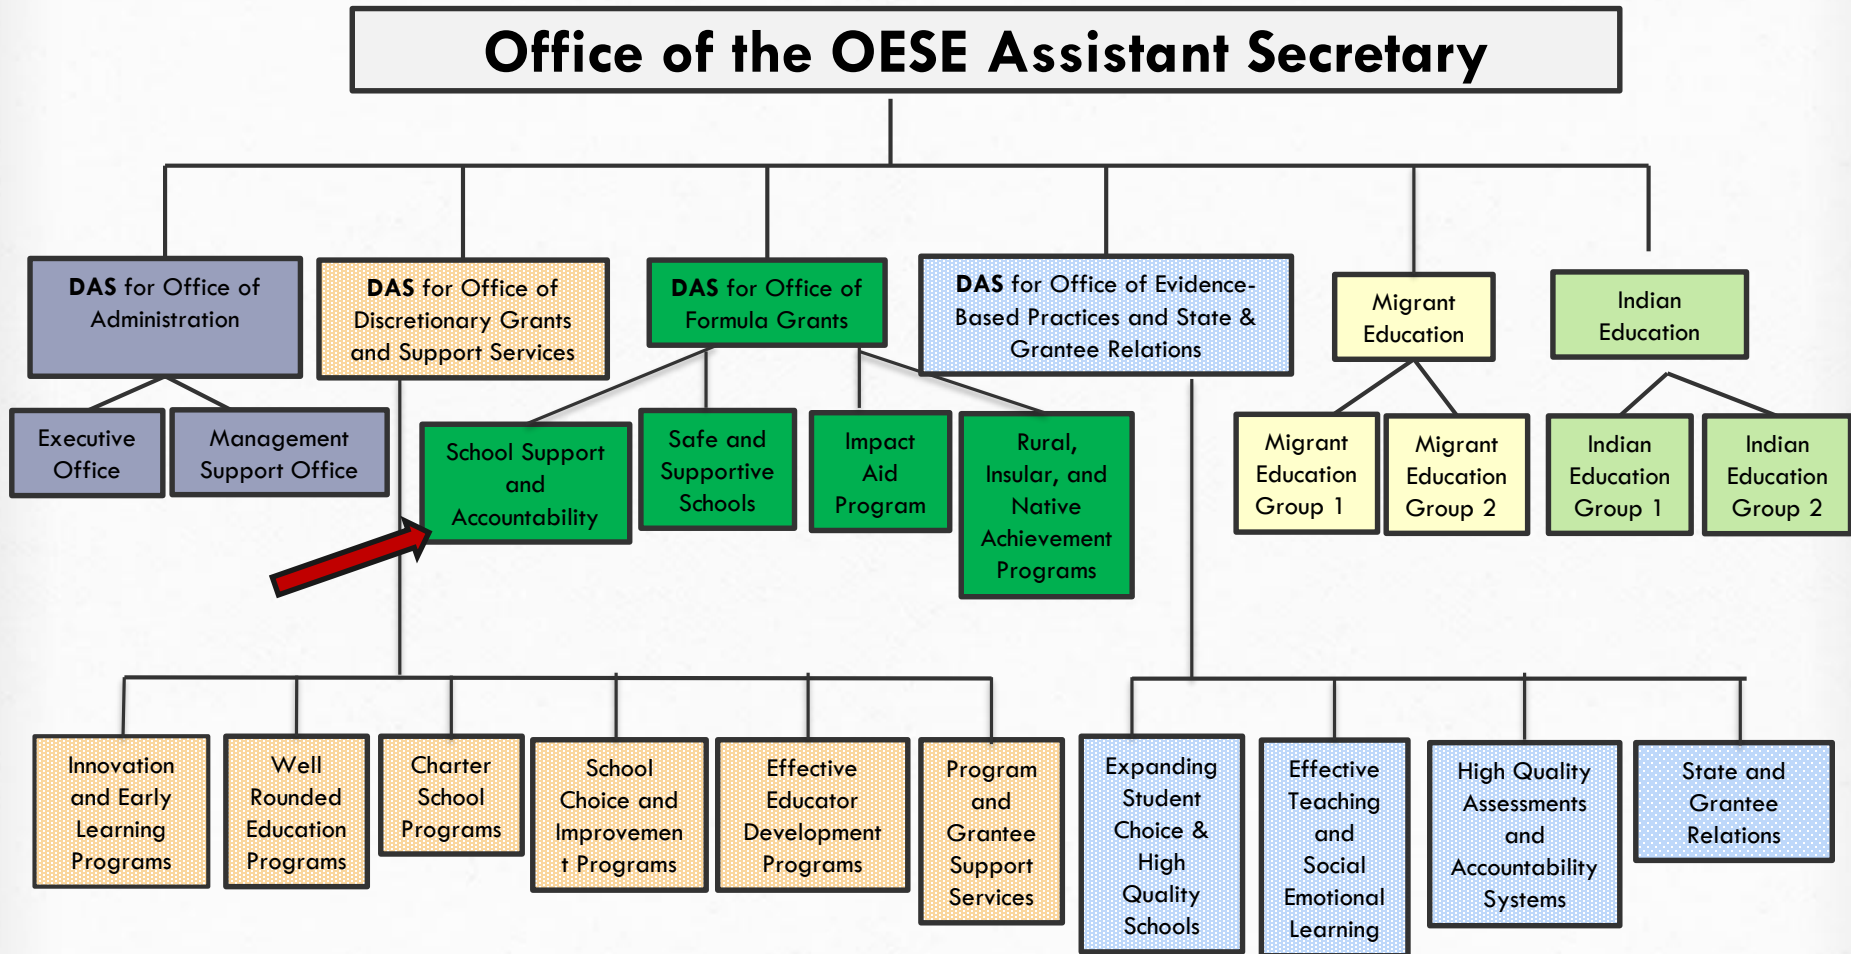 Office of the OESE Assistant Secretary
DAS for Office of
Administration
DAS for Office of
Discretionary Grants
and Support Services
DAS for Office of
Formula Grants
DAS for Office of Evidence-
Based Practices and State &
Grantee Relations
Migrant
Education
Indian
Education
Executive
Office
Management
Support Office
School Support
and
Accountability
Safe and
Supportive
Schools
Impact
Aid
Program
Rural,
Insular, and
Native
Achievement
Programs
Migrant
Education
Group 1
Migrant
Education
Group 2
Indian
Education
Group 1
Indian
Education
Group 2
Innovation
and Early
Learning
Programs
Well
Rounded
Education
Programs
Charter
School
Programs
School
Choice and
Improvemen
t Programs
Effective
Educator
Development
Programs
Program
and
Grantee
Support
Services
Expanding
Student
Choice &
High
Quality
Schools
Effective
Teaching
and
Social
Emotional
Learning
High Quality
Assessments
and
Accountability
Systems
State and
Grantee
Relations